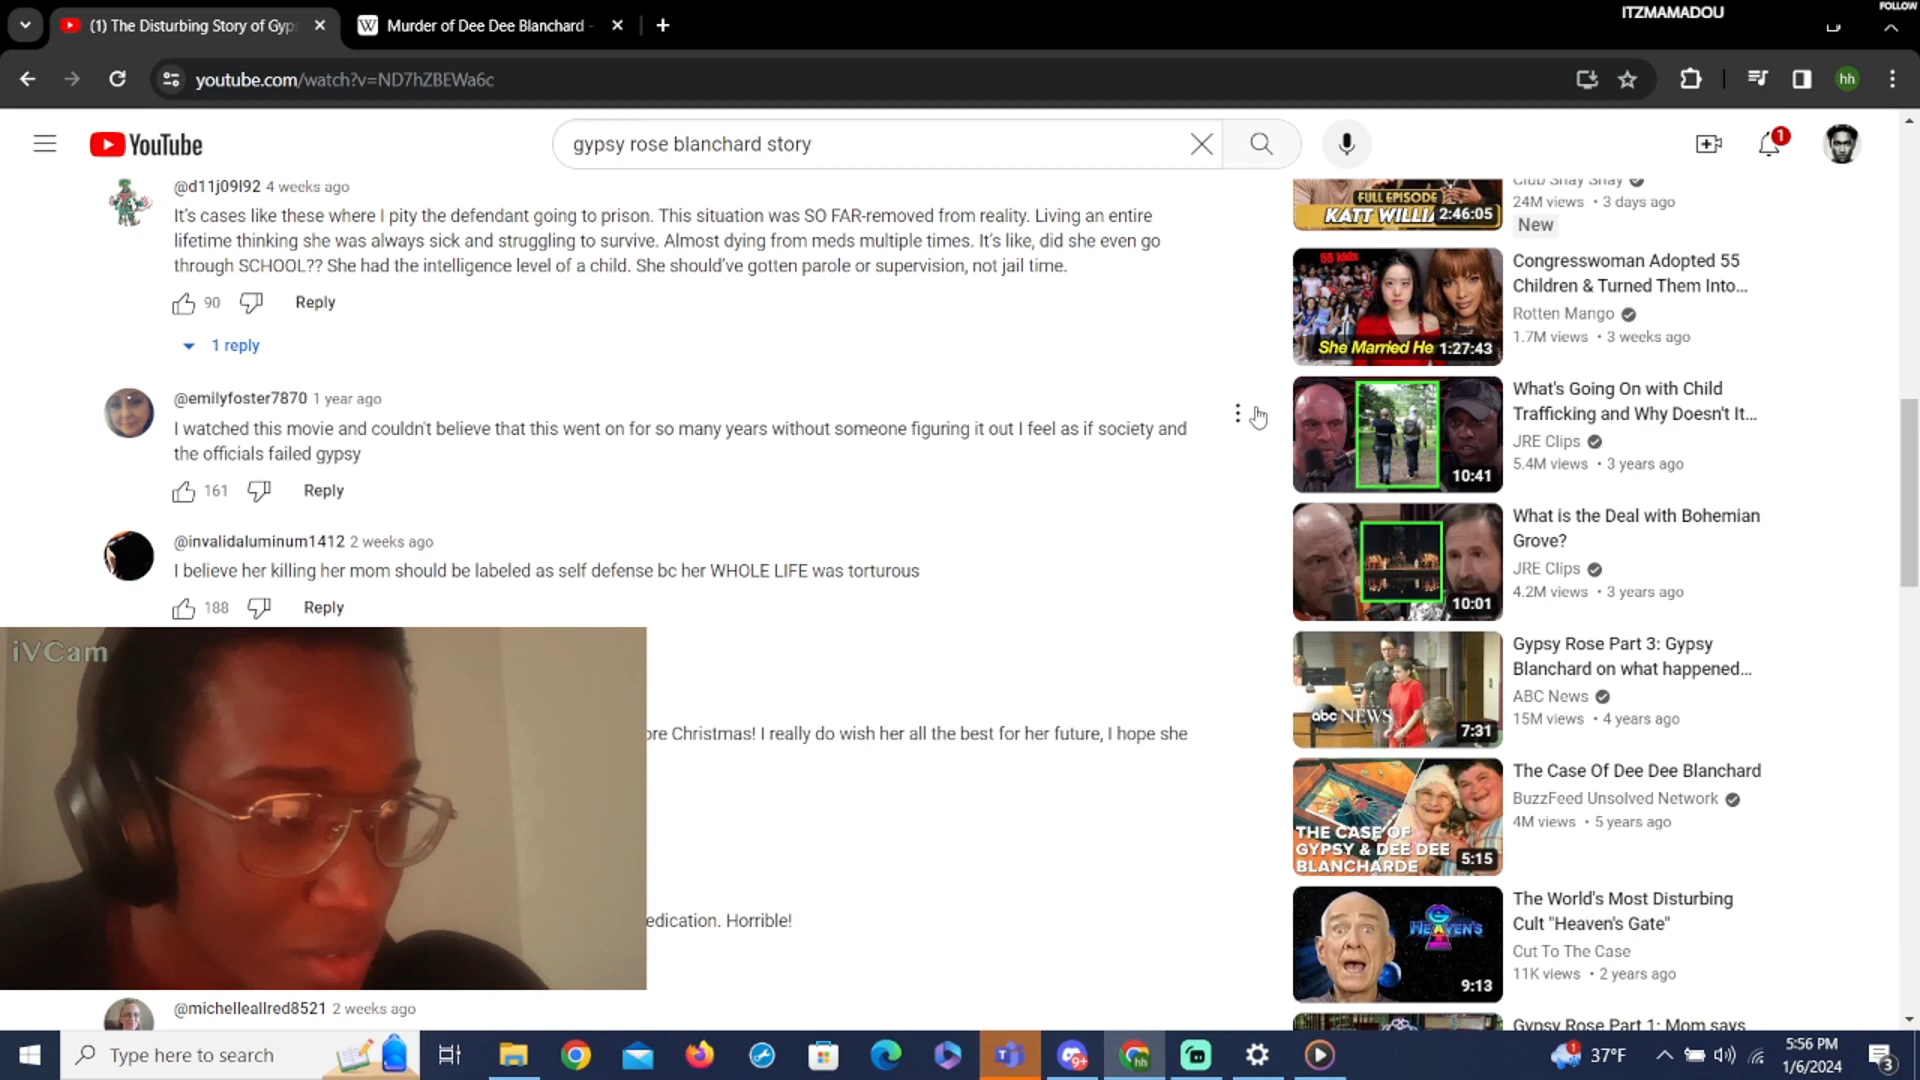 ITZMAMADOU
FOLLOW
(1) The Disturbing Story of Gyp
Murder of Dee Dee Blanchard -
youtube.com/watch?v=ND7hZBEWa6c
hh
YouTube
gypsy rose blanchard story
1
@d11j09l92 4 weeks ago
It's cases like these where I pity the defendant going to prison. This situation was SO FAR-removed from reality. Living an entire
lifetime thinking she was always sick and struggling to survive. Almost dying from meds multiple times. It's like, did she even go
through SCHOOL?? She had the intelligence level of a child. She should've gotten parole or supervision, not jail time.
90 Reply
1 reply
@emilyfoster7870 1 year ago
I watched this movie and couldn't believe that this went on for so many years without someone figuring it out I feel as if society and
the officials failed gypsy
161 Reply
@invalidaluminum1412 2 weeks ago
I believe her killing her mom should be labeled as self defense bc her WHOLE LIFE was torturous
188 Reply
iVCam
ore Christmas! I really do wish her all the best for her future, I hope she
edication. Horrible!
@michelleallred8521 2 weeks ago
FULL EPISODE
KATT WILLI
2:46:05
Club Shay Shay
24M views • 3 days ago
New
55 kids
She Married He
1:27:43
Congresswoman Adopted 55
Children & Turned Them Into...
Rotten Mango
1.7M views • 3 weeks ago
10:41
What's Going On with Child
Trafficking and Why Doesn't It...
JRE Clips
5.4M views • 3 years ago
10:01
What is the Deal with Bohemian
Grove?
JRE Clips
4.2M views • 3 years ago
abc NEWS
7:31
Gypsy Rose Part 3: Gypsy
Blanchard on what happened...
ABC News
15M views • 4 years ago
THE CASE OF
GYPSY & DEE DEE
BLANCHARDE
5:15
The Case Of Dee Dee Blanchard
BuzzFeed Unsolved Network
4M views • 5 years ago
HEAVEN'S
GATE
9:13
The World's Most Disturbing
Cult "Heaven's Gate"
Cut To The Case
11K views • 2 years ago
Gypsy Rose Part 1: Mom says
Type here to search
9+
hh
1
37°F
5:56 PM
1/6/2024
3